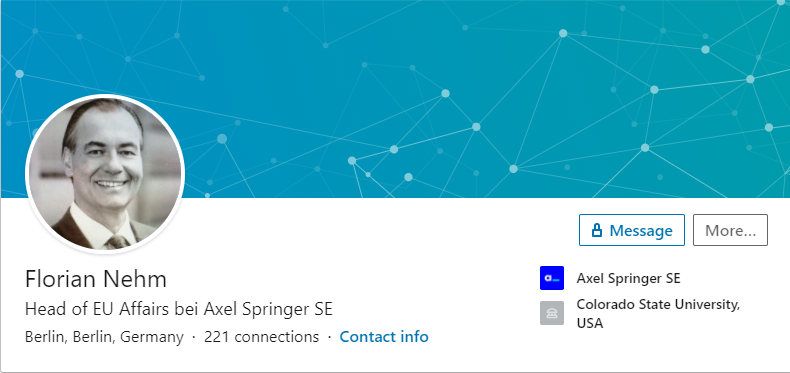 Message
More...
Florian Nehm
Head of EU Affairs bei Axel Springer SE
Berlin, Berlin, Germany · 221 connections · Contact info
a
Axel Springer SE
Colorado State University,
USA